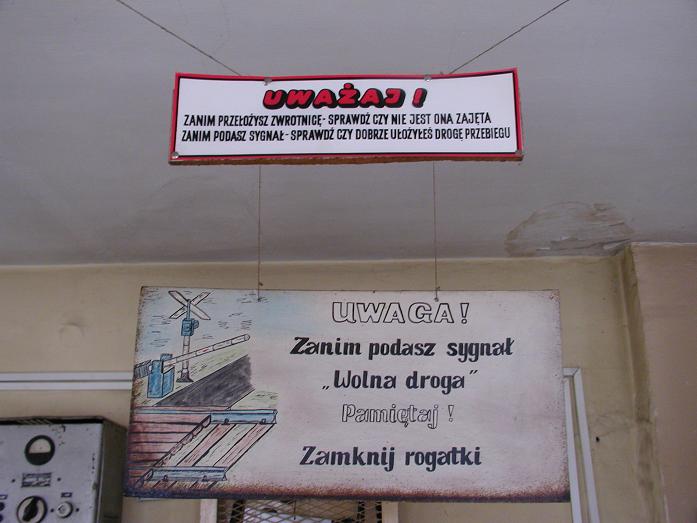 UWAŻAJ!
ZANIM PRZEŁOŻYSZ ZWROTNICĘ - SPRAWDŹ CZY NIE JEST ONA ZAJĘTA
ZANIM PODASZ SYGNAŁ - SPRAWDŹ CZY DOBRZE UŁOŻYŁEŚ DROGĘ PRZEBIEGU
UWAGA!
Zanim podasz sygnał
„Wolna droga”
Pamiętaj!
Zamknij rogatki